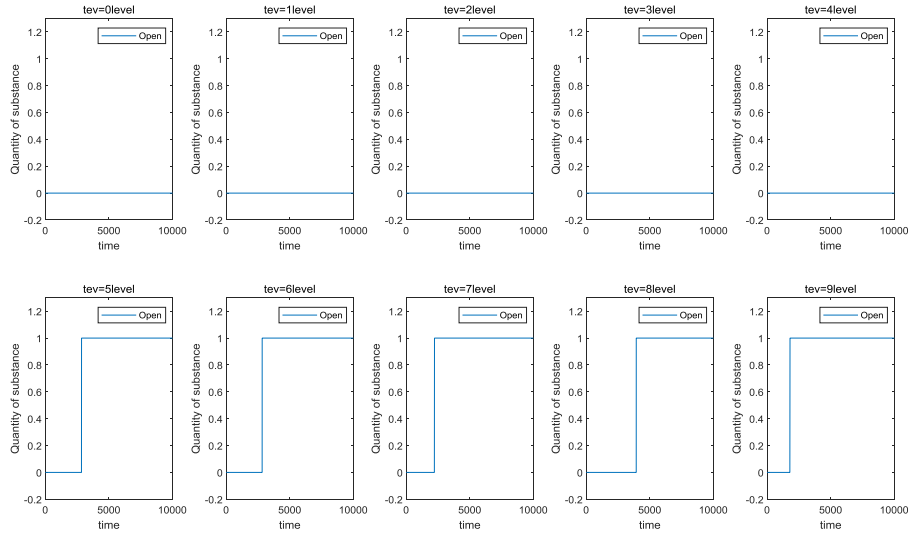 tev=0level tev=1level tev=2level tev=3level tev=4level
Open Open Open Open Open
1.2 1.2 1.2 1.2 1.2
1 1 1 1 1
0.8 0.8 0.8 0.8 0.8
0.6 0.6 0.6 0.6 0.6
0.4 0.4 0.4 0.4 0.4
0.2 0.2 0.2 0.2 0.2
0 0 0 0 0
-0.2 -0.2 -0.2 -0.2 -0.2
Quantity of substance Quantity of substance Quantity of substance Quantity of substance Quantity of substance
0 5000 10000 0 5000 10000 0 5000 10000 0 5000 10000 0 5000 10000
time time time time time
tev=5level tev=6level tev=7level tev=8level tev=9level
Open Open Open Open Open
1.2 1.2 1.2 1.2 1.2
1 1 1 1 1
0.8 0.8 0.8 0.8 0.8
0.6 0.6 0.6 0.6 0.6
0.4 0.4 0.4 0.4 0.4
0.2 0.2 0.2 0.2 0.2
0 0 0 0 0
-0.2 -0.2 -0.2 -0.2 -0.2
Quantity of substance Quantity of substance Quantity of substance Quantity of substance Quantity of substance
0 5000 10000 0 5000 10000 0 5000 10000 0 5000 10000 0 5000 10000
time time time time time